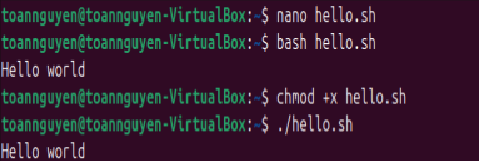 toannguyen@toannguyen-VirtualBox:~$ nano hello.sh
toannguyen@toannguyen-VirtualBox:~$ bash hello.sh
Hello world
toannguyen@toannguyen-VirtualBox:~$ chmod +x hello.sh
toannguyen@toannguyen-VirtualBox:~$ ./hello.sh
Hello world